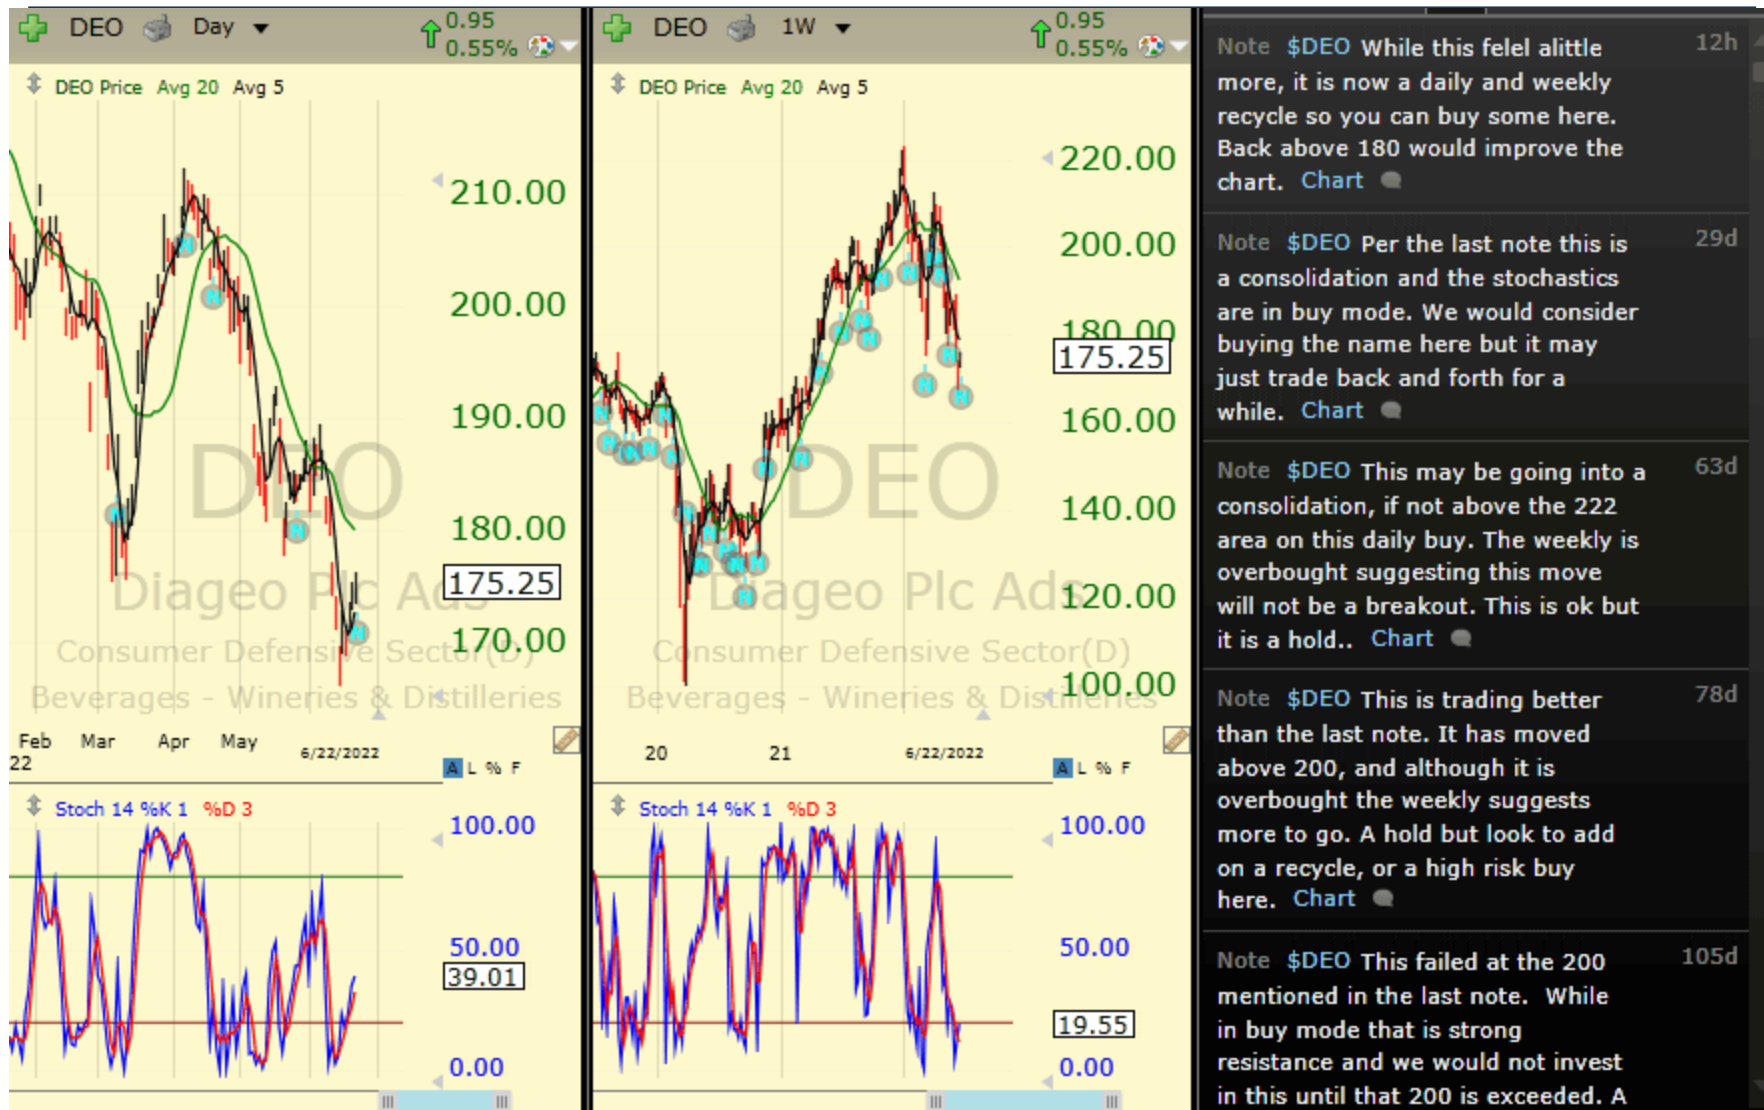 DEO Day 0.95
0.55%
DEO Price Avg 20 Avg 5
210.00
200.00
190.00
180.00
175.25
170.00
DEO
Diageo Plc Ads
Consumer Defensive Sector(D)
Beverages - Wineries & Distilleries
Feb Mar Apr May 6/22/2022
22
A L % F
Stoch 14 %K 1 %D 3
100.00
50.00
39.01
0.00
DEO 1W 0.95
0.55%
DEO Price Avg 20 Avg 5
220.00
200.00
180.00
175.25
160.00
140.00
120.00
100.00
DEO
Diageo Plc Ads
Consumer Defensive Sector(D)
Beverages - Wineries & Distilleries
20 21 6/22/2022
A L % F
Stoch 14 %K 1 %D 3
100.00
50.00
19.55
0.00
Note $DEO While this felel alittle 12h
more, it is now a daily and weekly
recycle so you can buy some here.
Back above 180 would improve the
chart. Chart
Note $DEO Per the last note this is 29d
a consolidation and the stochastics
are in buy mode. We would consider
buying the name here but it may
just trade back and forth for a
while. Chart
Note $DEO This may be going into a 63d
consolidation, if not above the 222
area on this daily buy. The weekly is
overbought suggesting this move
will not be a breakout. This is ok but
it is a hold.. Chart
Note $DEO This is trading better 78d
than the last note. It has moved
above 200, and although it is
overbought the weekly suggests
more to go. A hold but look to add
on a recycle, or a high risk buy
here. Chart
Note $DEO This failed at the 200 105d
mentioned in the last note. While
in buy mode that is strong
resistance and we would not invest
in this until that 200 is exceeded. A